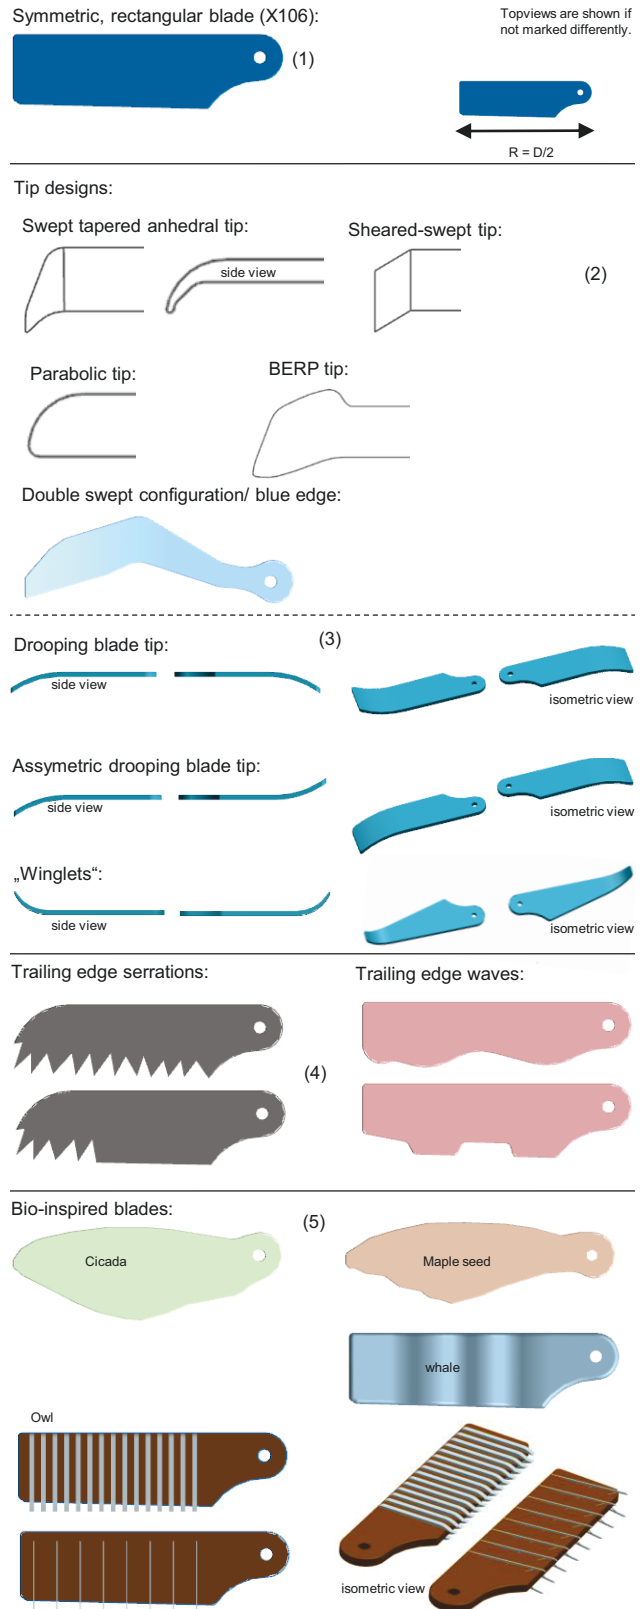 Symmetric, rectangular blade (X106):
Topviews are shown if
not marked differently.
(1)
R = D/2
Tip designs:
Swept tapered anhedral tip:
Sheared-swept tip:
side view
(2)
Parabolic tip:
BERP tip:
Double swept configuration/ blue edge:
(3)
Drooping blade tip:
side view
isometric view
Assymetric drooping blade tip:
side view
isometric view
„Winglets“:
side view
isometric view
Trailing edge serrations:
Trailing edge waves:
(4)
Bio-inspired blades:
(5)
Cicada
Maple seed
whale
Owl
isometric view